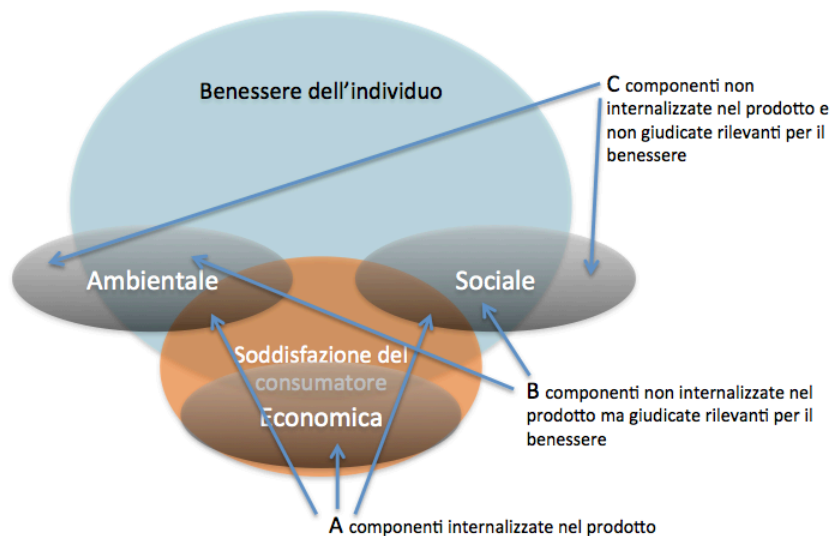 Benessere dell'individuo
C componenti non
internalizzate nel prodotto e
non giudicate rilevanti per il
benessere
Ambientale
Sociale
Soddisfazione del
consumatore
Economica
B componenti non internalizzate nel
prodotto ma giudicate rilevanti per il
benessere
A componenti internalizzate nel prodotto